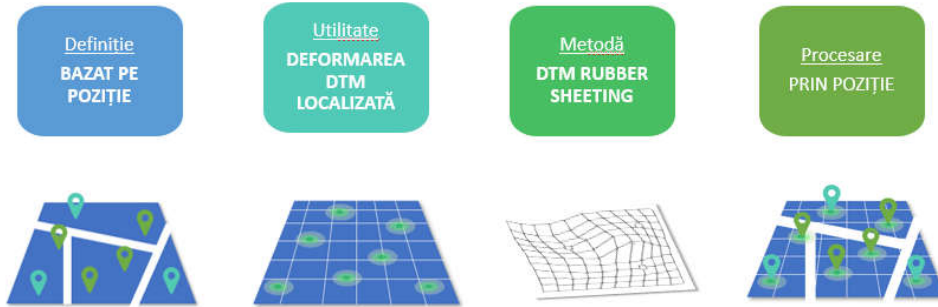 Definiție
BAZAT PE
POZIȚIE
Utilitate
DEFORMAREA
DTM
LOCALIZATĂ
Metodă
DTM RUBBER
SHEETING
Procesare
PRIN POZIȚIE